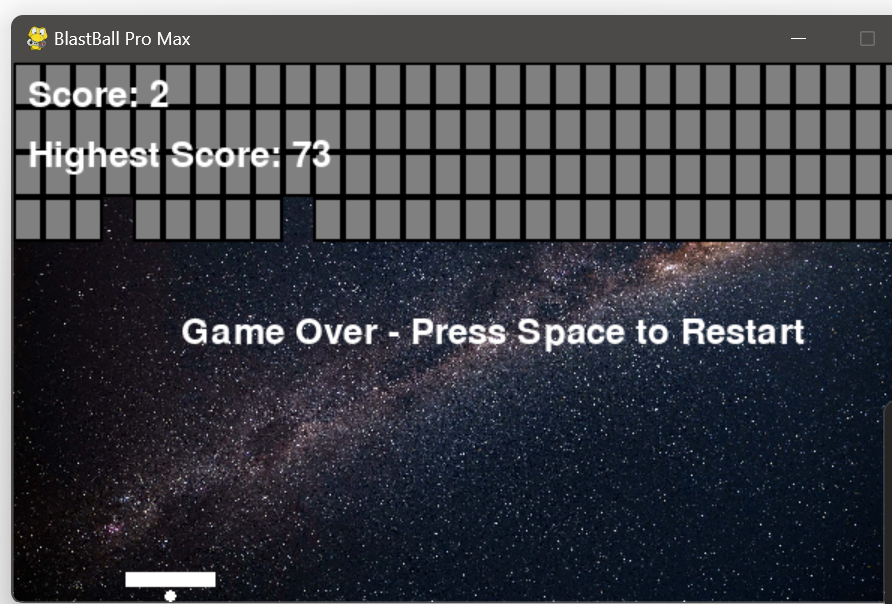 BlastBall Pro Max
Score: 2
Highest Score: 73
Game Over - Press Space to Restart